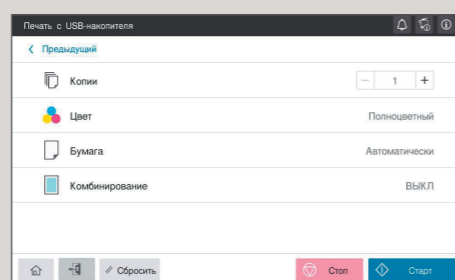 Печать с USB-накопителя
Предыдущий
Копии
1
Цвет
Полноцветный
Бумага
Автоматически
Комбинирование
ВЫКЛ
Сбросить
Стоп
Старт